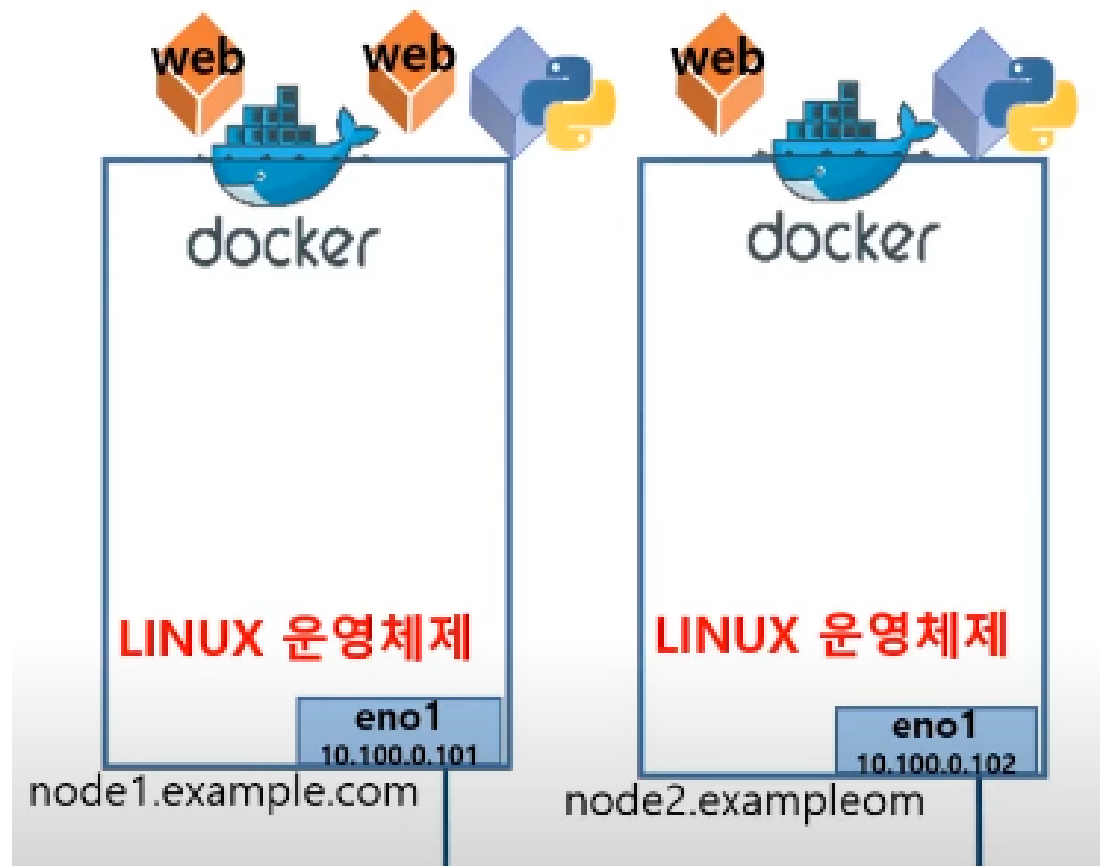 web
web
docker
LINUX 운영체제
eno1
10.100.0.101
node1.example.com
web
docker
LINUX 운영체제
eno1
10.100.0.102
node2.exampleom